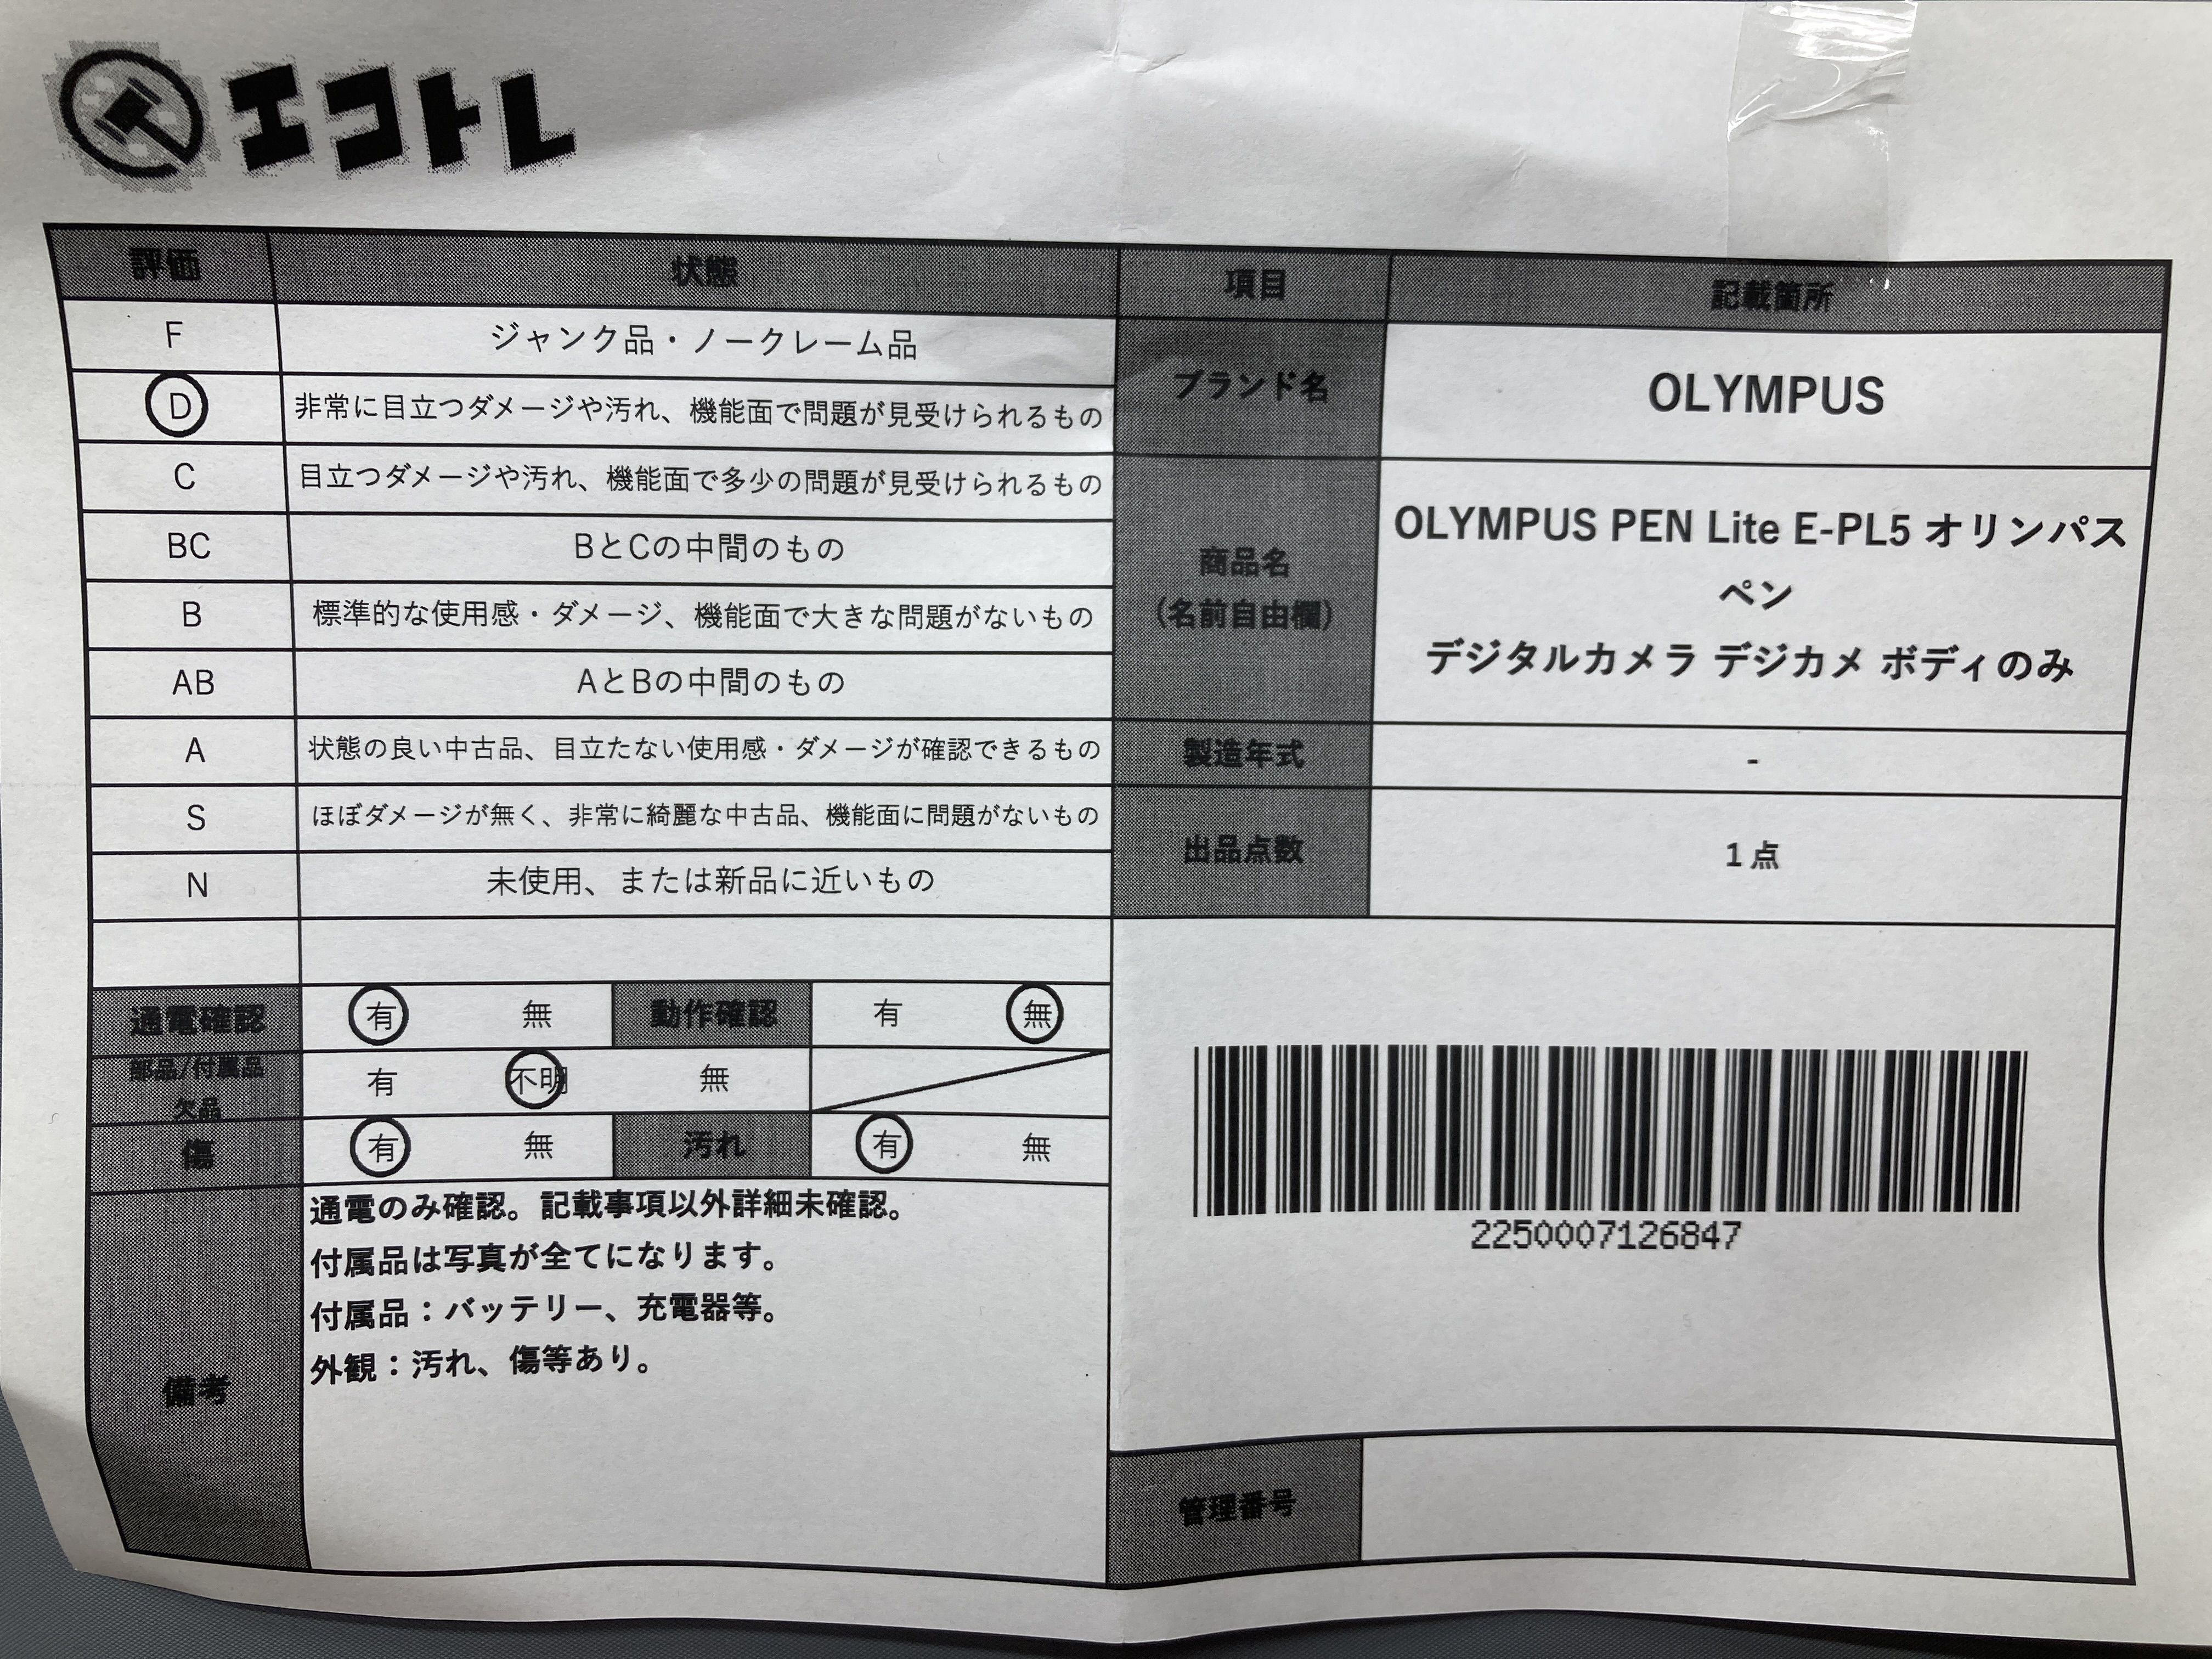 エコトレ
評価 状態
F ジャンク品・ノークレーム品
D 非常に目立つダメージや汚れ、機能面で問題が見受けられるもの
C 目立つダメージや汚れ、機能面で多少の問題が見受けられるもの
BC BとCの中間のもの
B 標準的な使用感・ダメージ、機能面で大きな問題がないもの
AB AとBの中間のもの
A 状態の良い中古品、目立たない使用感・ダメージが確認できるもの
S ほぼダメージが無く、非常に綺麗な中古品、機能面に問題がないもの
N 未使用、または新品に近いもの
通電確認 有 無 動作確認 有 無
部品/付属品
欠品
有 不明 無
傷 有 無 汚れ 有 無
備考
通電のみ確認。記載事項以外詳細未確認。
付属品は写真が全てになります。
付属品：バッテリー、充電器等。
外観：汚れ、傷等あり。
項目 記載箇所
ブランド名 OLYMPUS
商品名
(名前自由欄)
OLYMPUS PEN Lite E-PL5 オリンパス
ペン
デジタルカメラ デジカメ ボディのみ
製造年式 -
出品点数 1点
2250007126847
管理番号